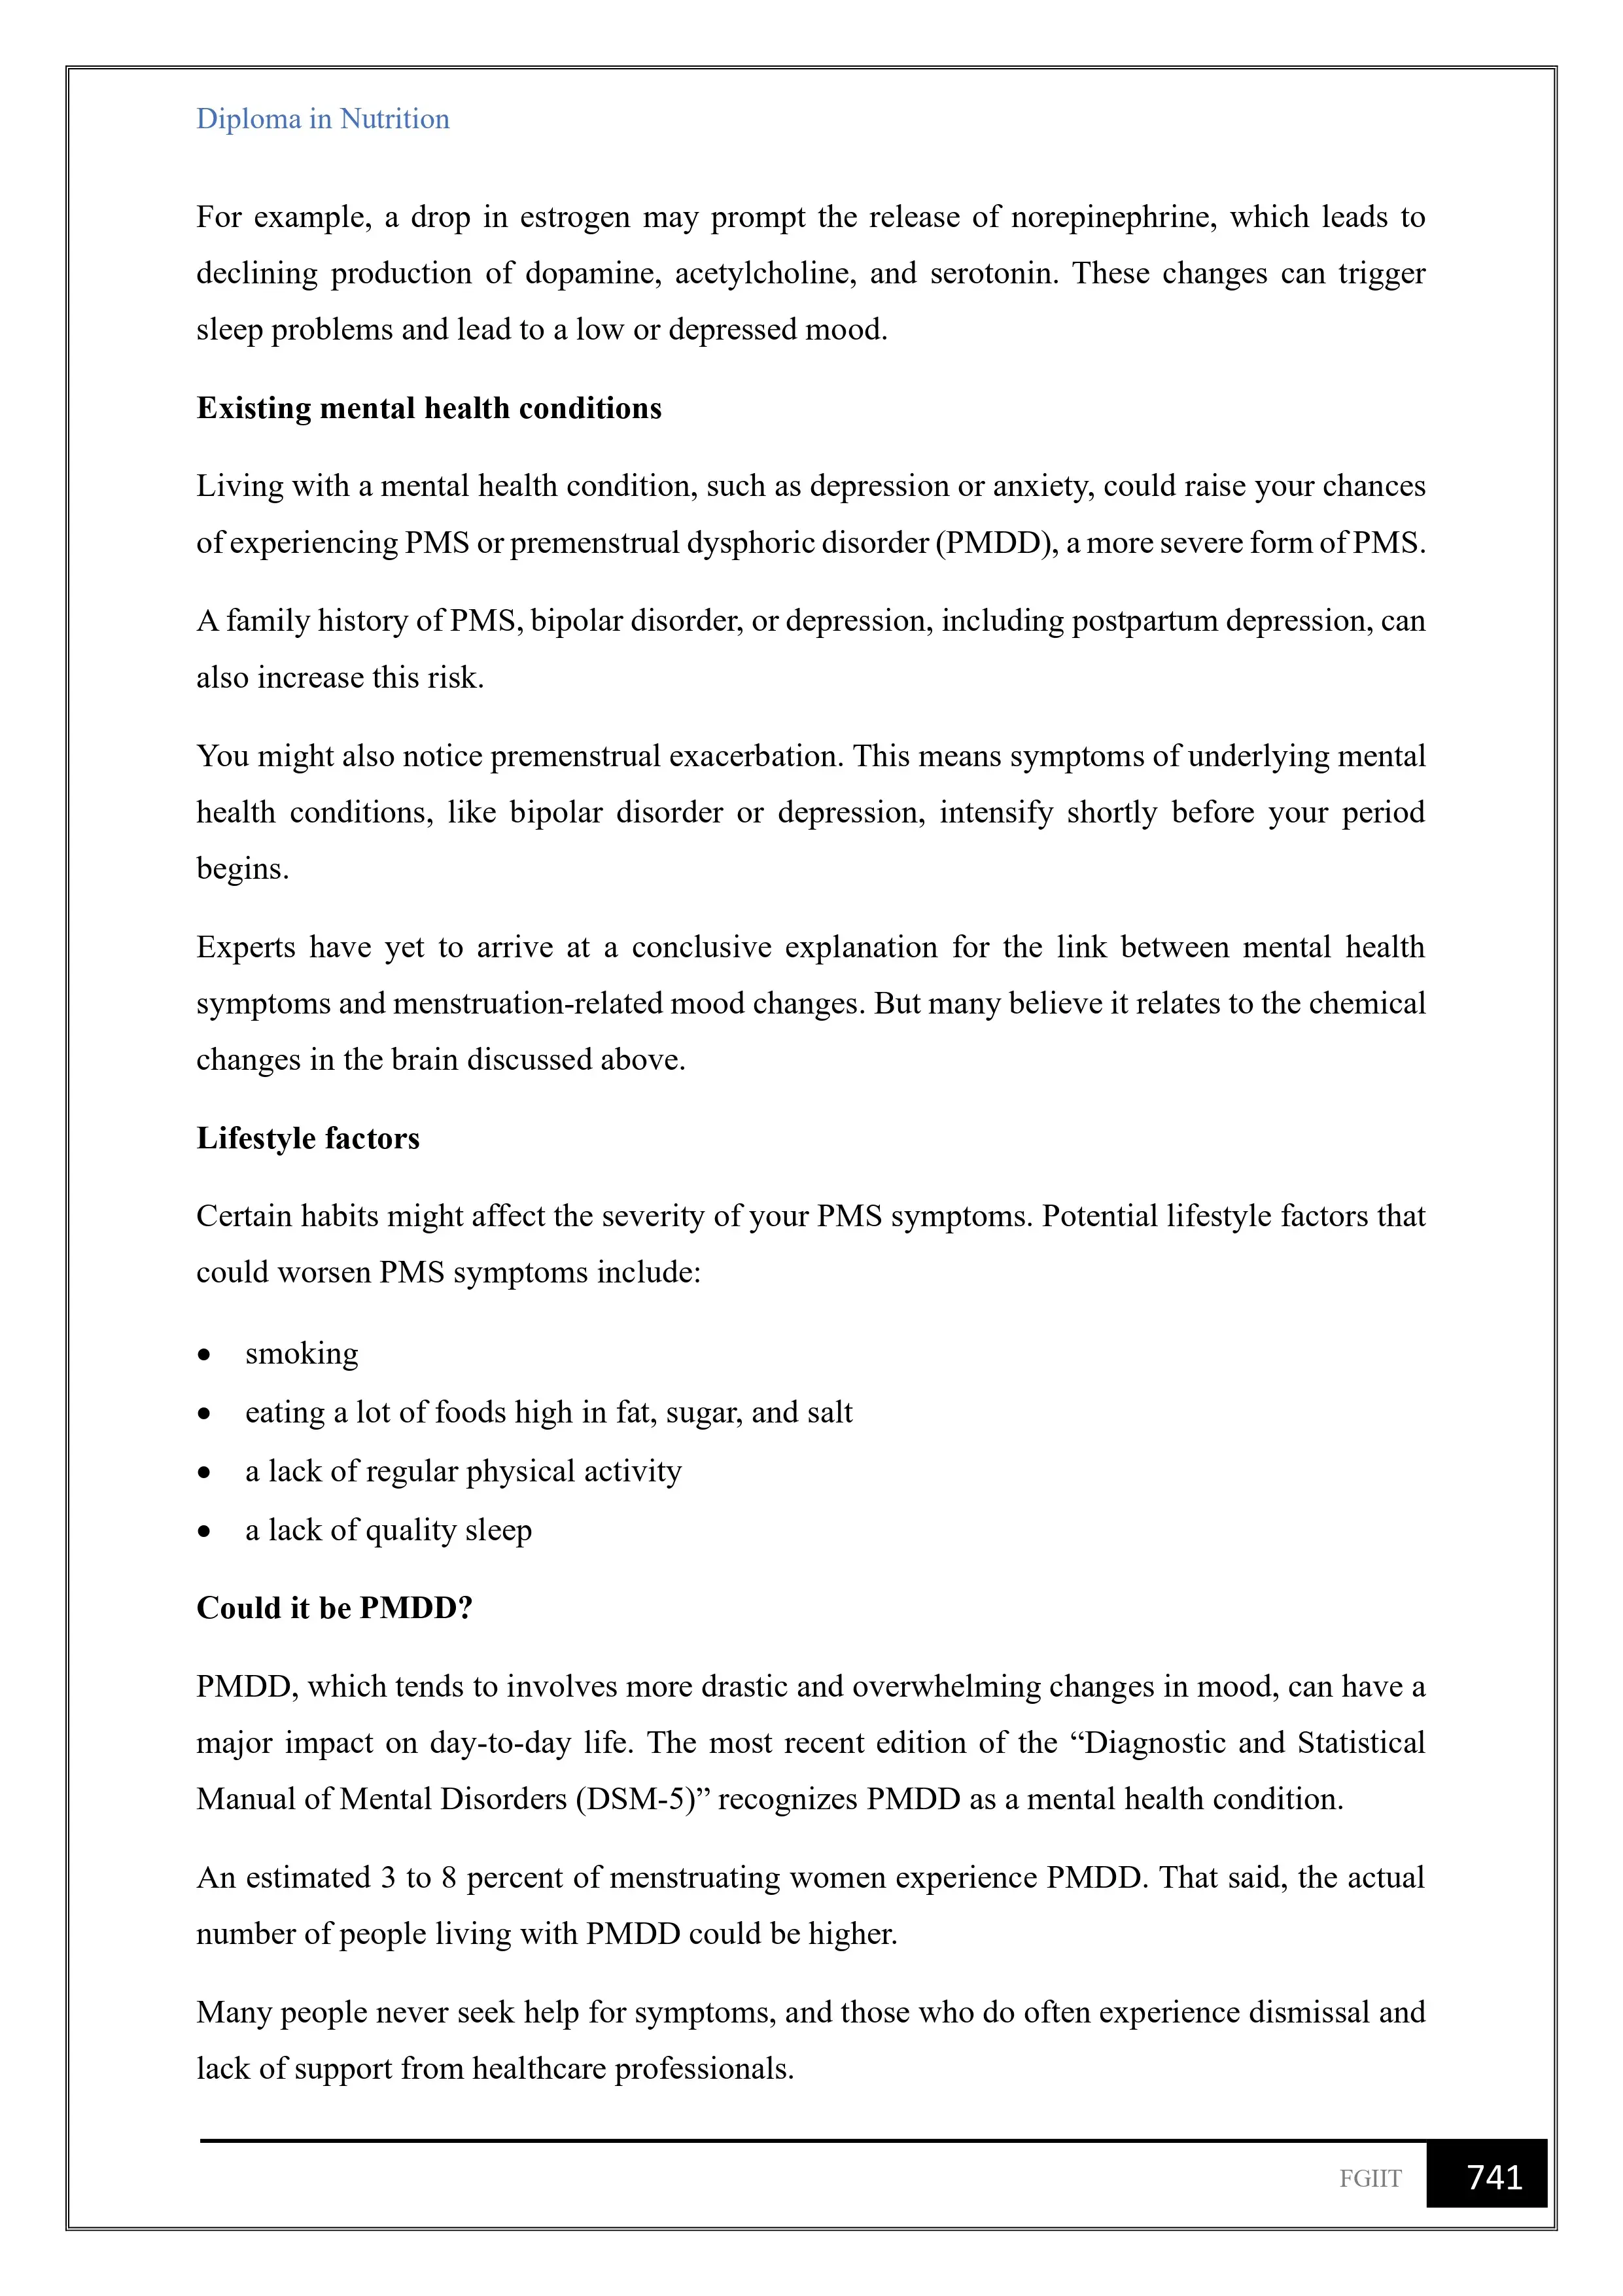 Diploma in Nutrition
For example, a drop in estrogen may prompt the release of norepinephrine, which leads to
declining production of dopamine, acetylcholine, and serotonin. These changes can trigger
sleep problems and lead to a low or depressed mood.
Existing mental health conditions
Living with a mental health condition, such as depression or anxiety, could raise your chances
of experiencing PMS or premenstrual dysphoric disorder (PMDD), a more severe form of PMS.
A family history of PMS, bipolar disorder, or depression, including postpartum depression, can
also increase this risk.
You might also notice premenstrual exacerbation. This means symptoms of underlying mental
health conditions, like bipolar disorder or depression, intensify shortly before your period
begins.
Experts have yet to arrive at a conclusive explanation for the link between mental health
symptoms and menstruation-related mood changes. But many believe it relates to the chemical
changes in the brain discussed above.
Lifestyle factors
Certain habits might affect the severity of your PMS symptoms. Potential lifestyle factors that
could worsen PMS symptoms include:
• smoking
• eating a lot of foods high in fat, sugar, and salt
• a lack of regular physical activity
• a lack of quality sleep
Could it be PMDD?
PMDD, which tends to involves more drastic and overwhelming changes in mood, can have a
major impact on day-to-day life. The most recent edition of the “Diagnostic and Statistical
Manual of Mental Disorders (DSM-5)” recognizes PMDD as a mental health condition.
An estimated 3 to 8 percent of menstruating women experience PMDD. That said, the actual
number of people living with PMDD could be higher.
Many people never seek help for symptoms, and those who do often experience dismissal and
lack of support from healthcare professionals.
FGIIT 741